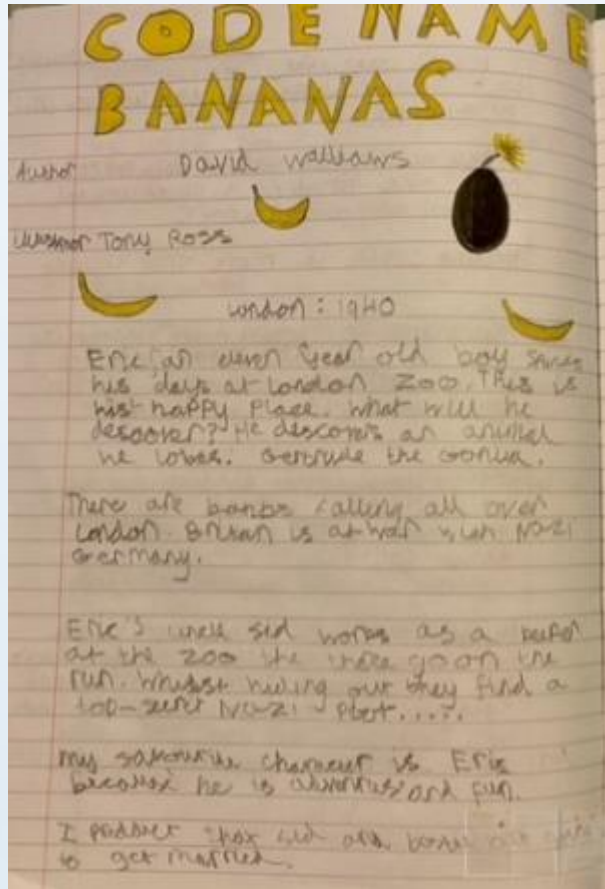 CODE NAME
BANANAS
Author David Walliams
Illustrator Tony Ross
London : 1940
Eric, an eleven year old boy spends
his days at London Zoo. This is
his happy place. What will he
descover? He descovers an animal
he loves. Gertrude the Gorilla.
There are bombs falling all over
London. Britian is at war with Nazi
Germany.
Eric's uncle Sid works as a keeper
at the zoo the three go on the
run. Whilst hiding out they find a
top-secret Nazi plot.....
My favourite character is Eric
because he is adventurous and fun.
I predict that Sid and
to get married.